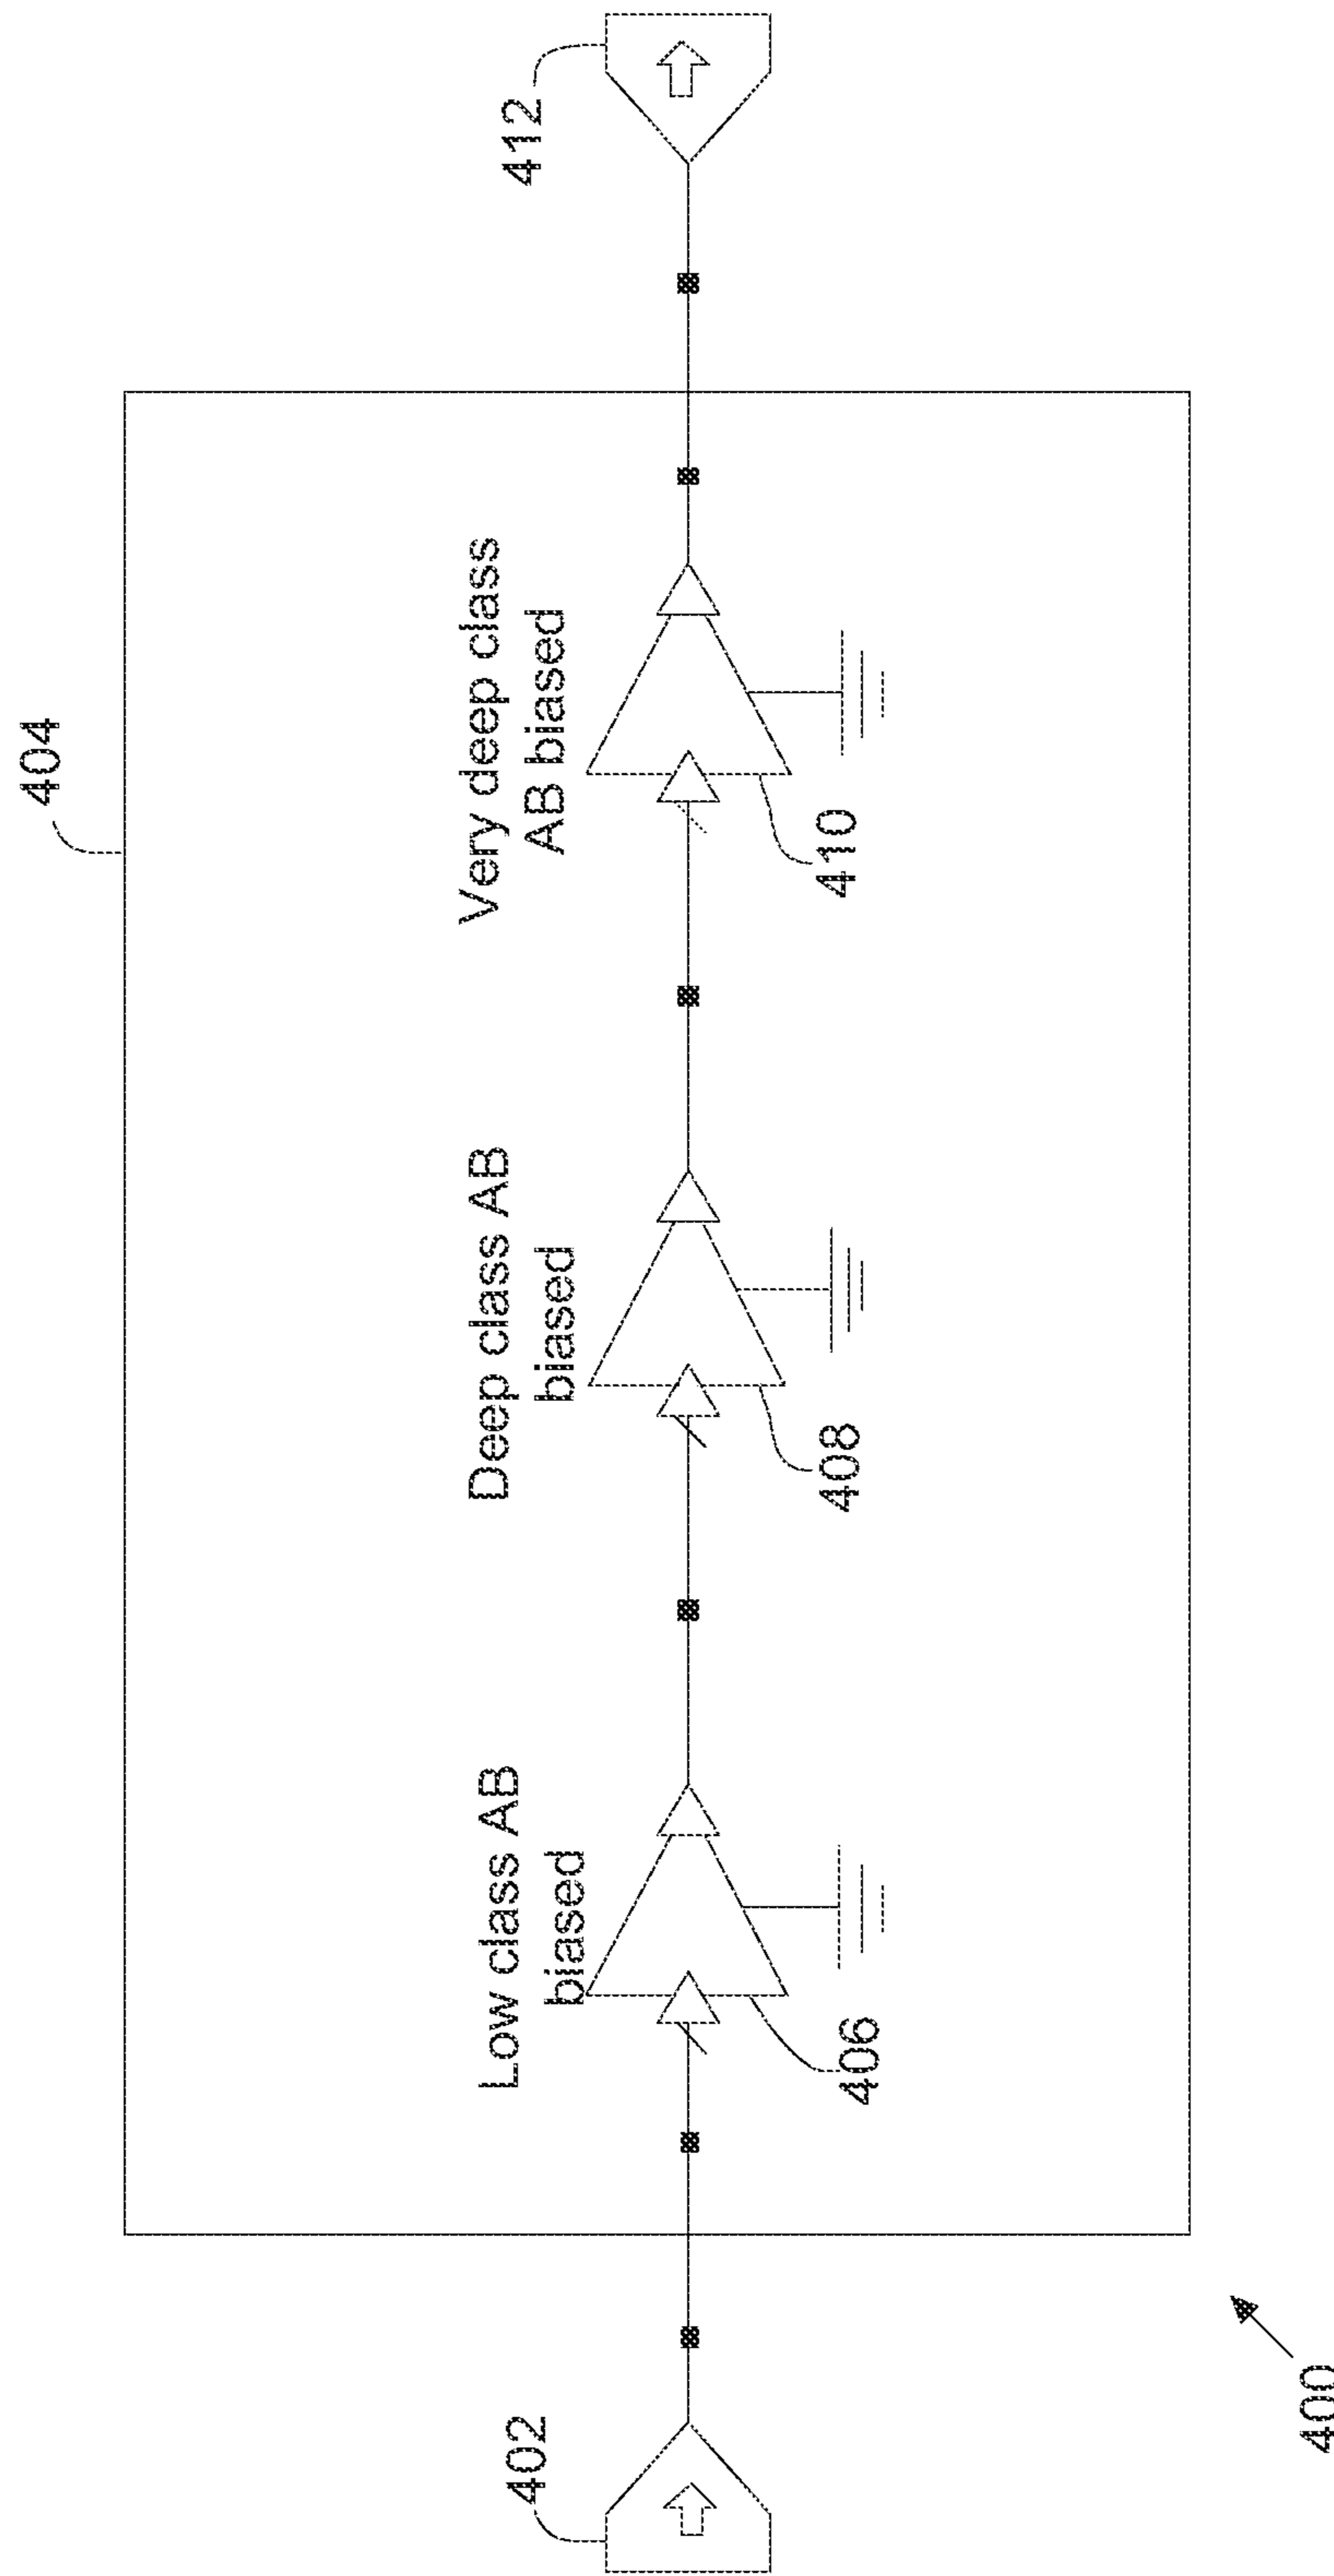 404
402
412
Low class AB
biased
Deep class AB
biased
Very deep class
AB biased
406
408
410
400